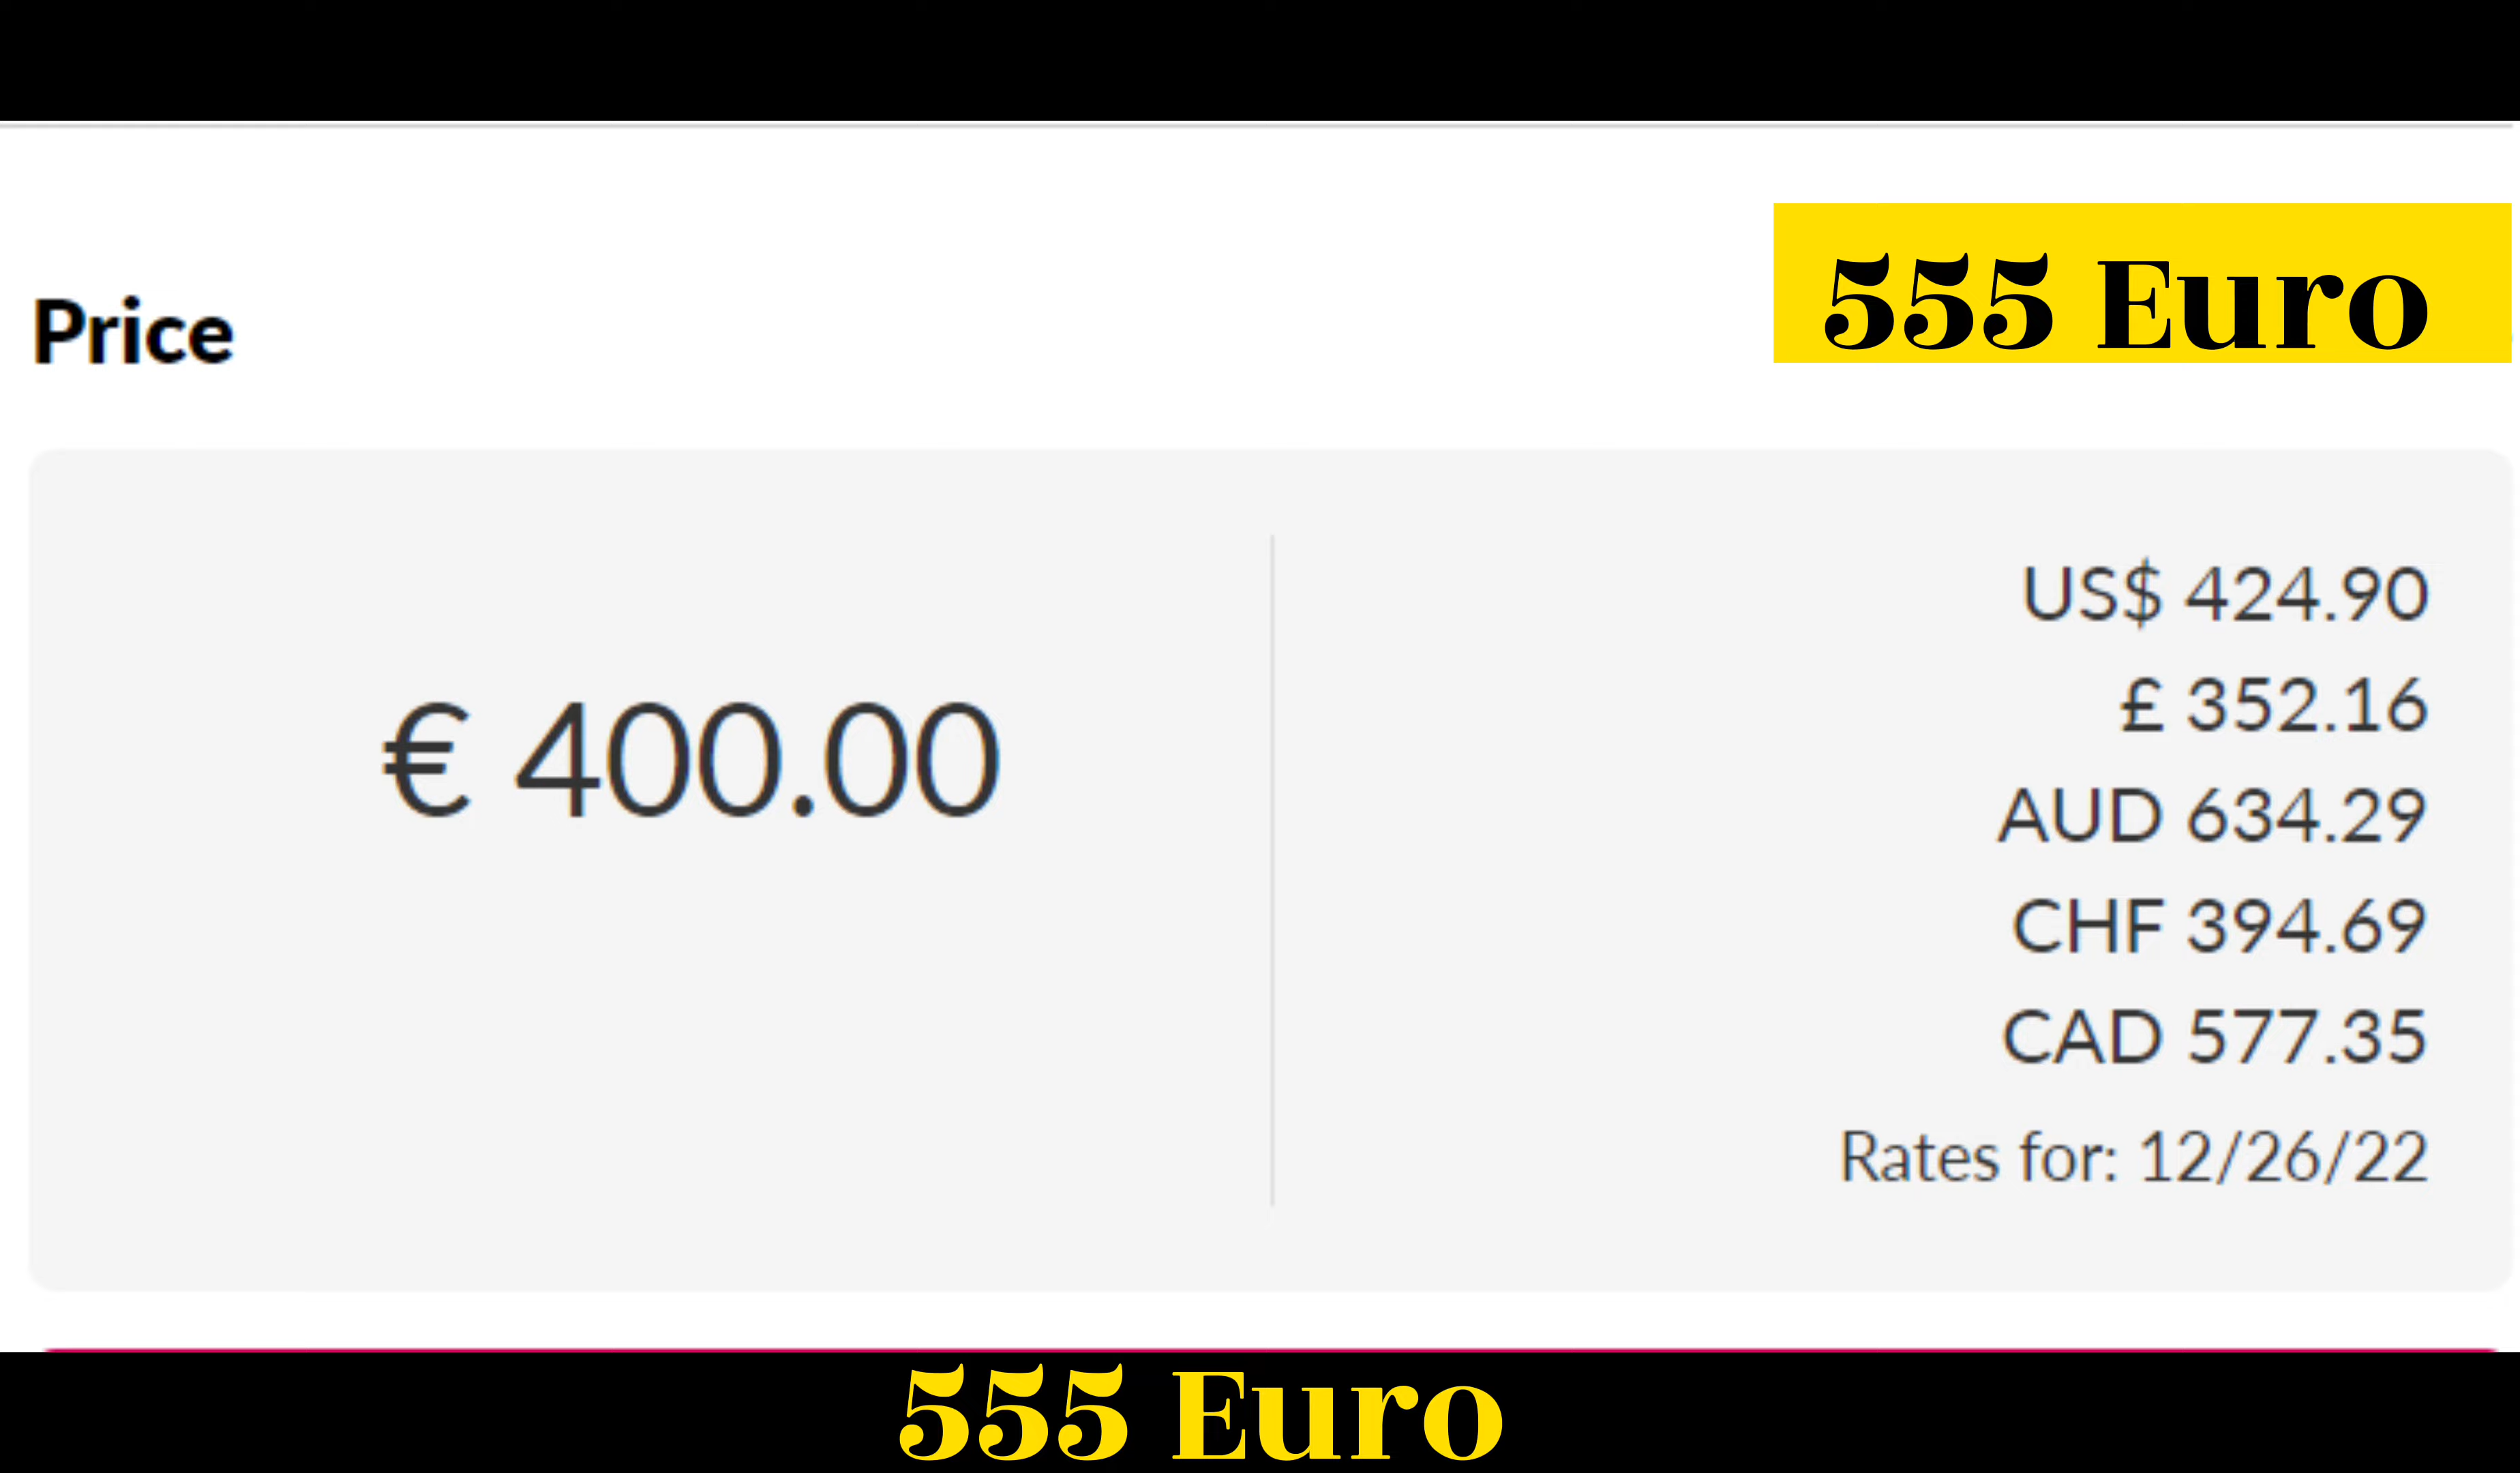 555 Euro
Price
€ 400.00
US$ 424.90
£ 352.16
AUD 634.29
CHF 394.69
CAD 577.35
Rates for: 12/26/22
555 Euro